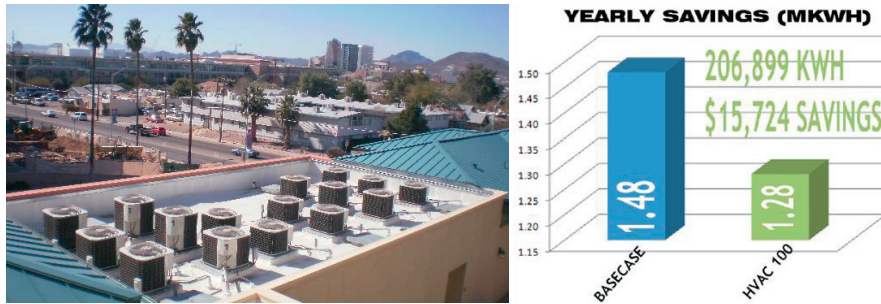 YEARLY SAVINGS (MKWH)
206,899 KWH
$15,724 SAVINGS
1.50
1.45
1.40
1.35
1.30
1.25
1.20
1.15
1.48
1.28
BASECASE
HVAC 100